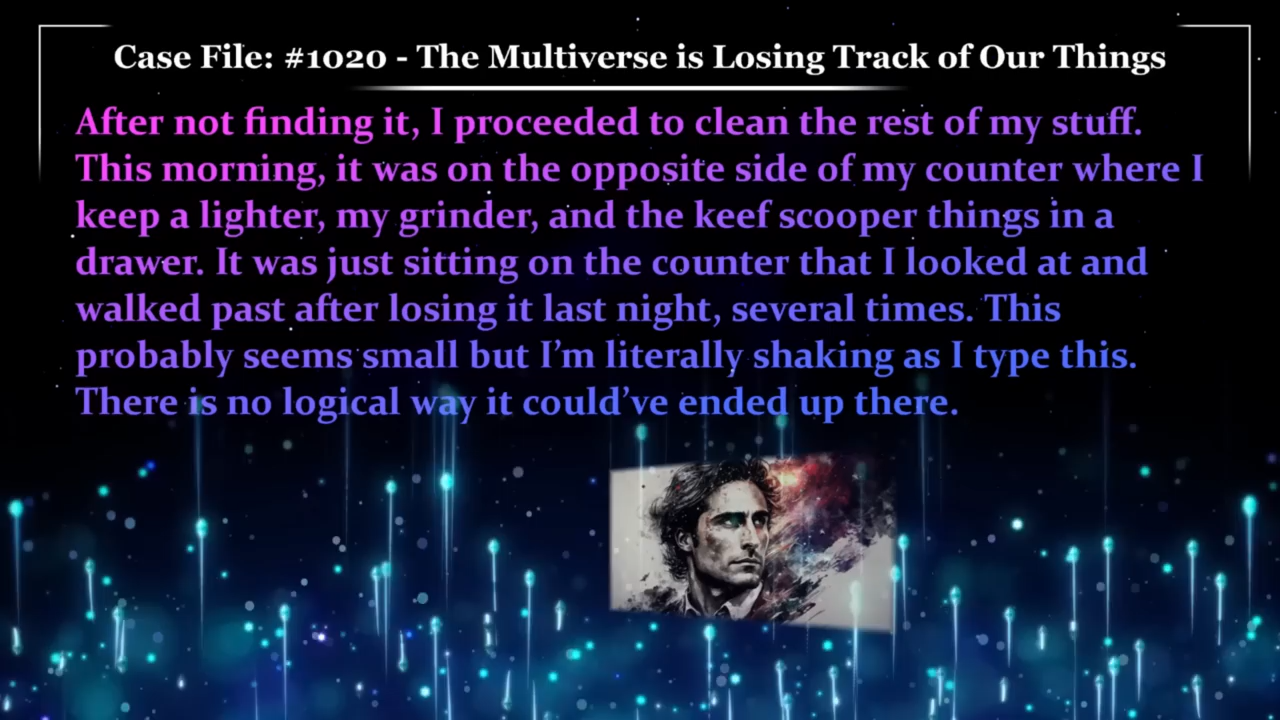 Case File: #1020 - The Multiverse is Losing Track of Our Things
After not finding it, I proceeded to clean the rest of my stuff.
This morning, it was on the opposite side of my counter where I
keep a lighter, my grinder, and the keef scooper things in a
drawer. It was just sitting on the counter that I looked at and
walked past after losing it last night, several times. This
probably seems small but I’m literally shaking as I type this.
There is no logical way it could’ve ended up there.